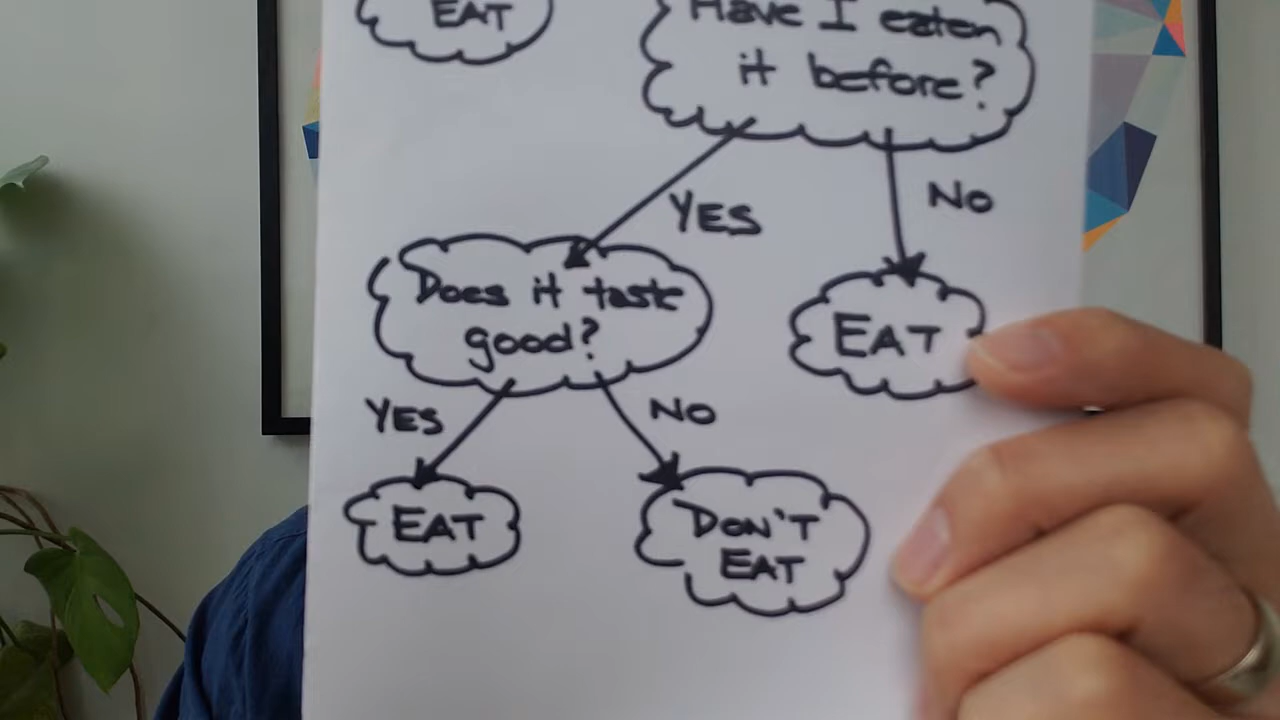 EAT
Have I eaten
it before?
YES
No
Does it taste
good?
EAT
YES
No
EAT
DON'T
EAT